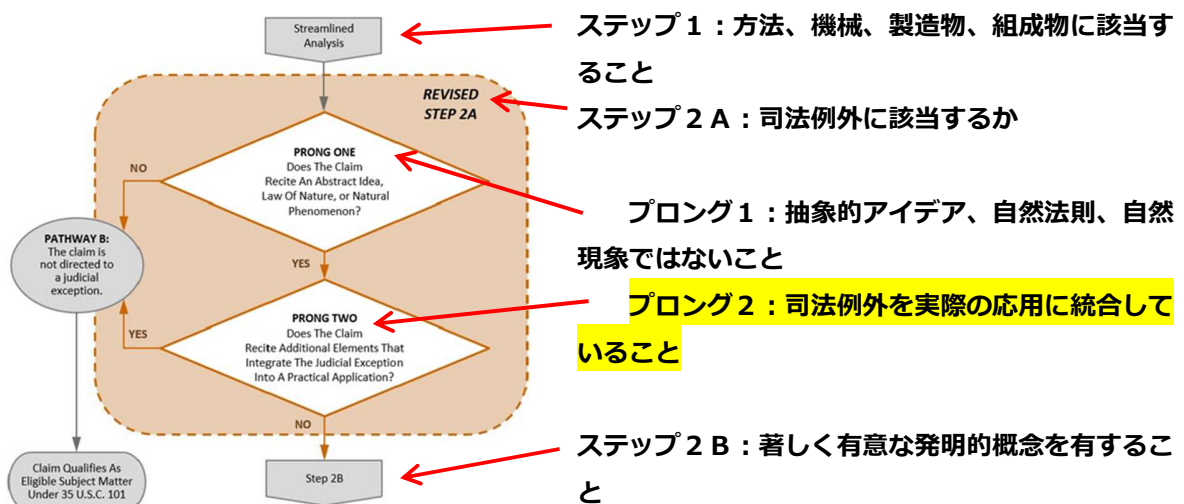 Streamlined
Analysis
ステップ１：方法、機械、製造物、組成物に該当す
ること
REVISED
STEP 2A
ステップ２Ａ：司法例外に該当するか
PRONG ONE
Does The Claim
Recite An Abstract Idea,
Law Of Nature, or Natural
Phenomenon?
NO
プロング１：抽象的アイデア、自然法則、自然
現象ではないこと
PATHWAY B:
The claim is
not directed to
a judicial
exception.
YES
プロング２：司法例外を実際の応用に統合して
いること
PRONG TWO
Does The Claim
Recite Additional Elements That
Integrate The Judicial Exception
Into A Practical Application?
YES
NO
ステップ２Ｂ：著しく有意な発明的概念を有するこ
と
Step 2B
Claim Qualifies As
Eligible Subject Matter
Under 35 U.S.C. 101